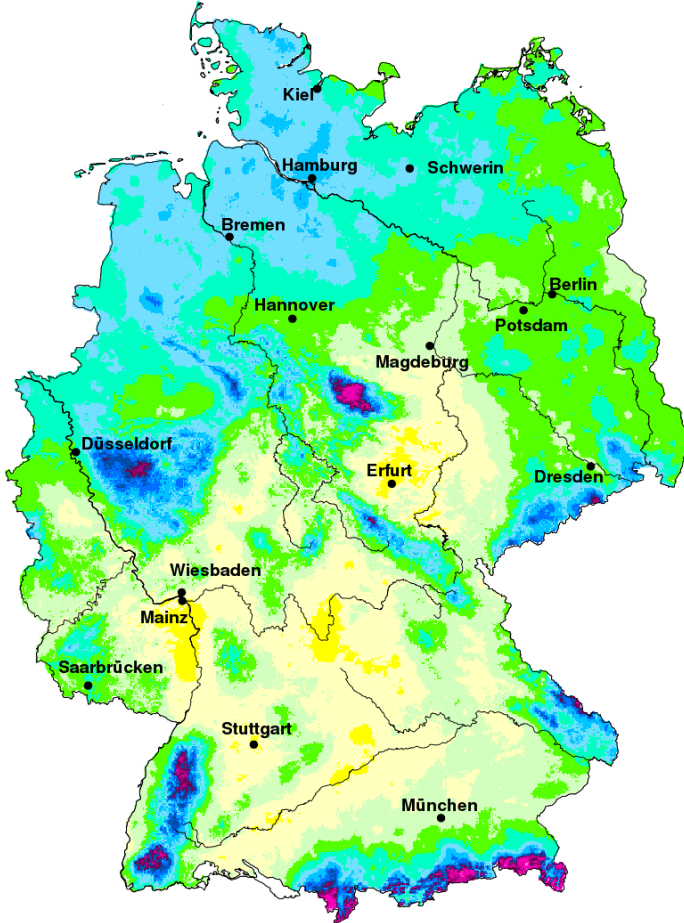 Kiel
Hamburg
Schwerin
Bremen
Berlin
Hannover
Potsdam
Magdeburg
Düsseldorf
Erfurt
Dresden
Wiesbaden
Mainz
Saarbrücken
Stuttgart
München